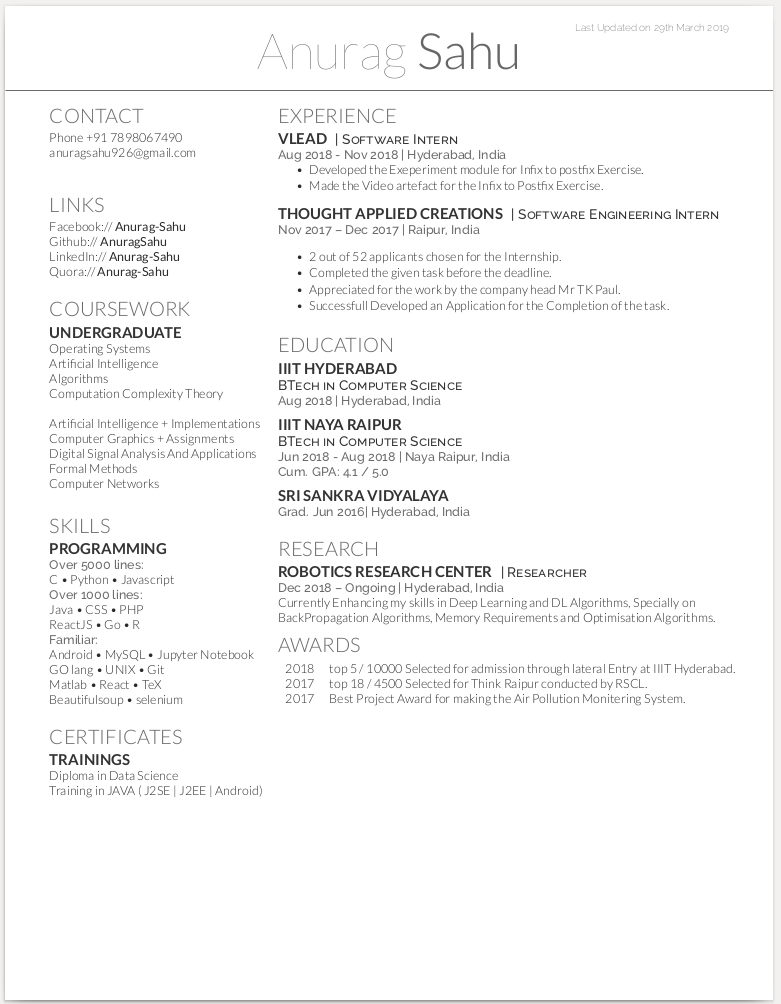 Last Updated on 29th March 2019
Anurag Sahu
CONTACT
Phone +91 7898067490
anuragsahu926@gmail.com
LINKS
Facebook:// Anurag-Sahu
Github:// AnuragSahu
LinkedIn:// Anurag-Sahu
Quora:// Anurag-Sahu
COURSEWORK
UNDERGRADUATE
Operating Systems
Artificial Intelligence
Algorithms
Computation Complexity Theory
Artificial Intelligence + Implementations
Computer Graphics + Assignments
Digital Signal Analysis And Applications
Formal Methods
Computer Networks
SKILLS
PROGRAMMING
Over 5000 lines:
C • Python • Javascript
Over 1000 lines:
Java • CSS • PHP
ReactJS • Go • R
Familiar:
Android • MySQL • Jupyter Notebook
GO lang • UNIX • Git
Matlab • React • TeX
Beautifulsoup • selenium
CERTIFICATES
TRAININGS
Diploma in Data Science
Training in JAVA ( J2SE | J2EE | Android)
EXPERIENCE
VLEAD | Software Intern
Aug 2018 - Nov 2018 | Hyderabad, India
• Developed the Exeperiment module for Infix to postfix Exercise.
• Made the Video artefact for the Infix to Postfix Exercise.
THOUGHT APPLIED CREATIONS | Software Engineering Intern
Nov 2017 – Dec 2017 | Raipur, India
• 2 out of 52 applicants chosen for the Internship.
• Completed the given task before the deadline.
• Appreciated for the work by the company head Mr TK Paul.
• Successfull Developed an Application for the Completion of the task.
EDUCATION
IIIT HYDERABAD
BTech in Computer Science
Aug 2018 | Hyderabad, India
IIIT NAYA RAIPUR
BTech in Computer Science
Jun 2018 - Aug 2018 | Naya Raipur, India
Cum. GPA: 4.1 / 5.0
SRI SANKRA VIDYALAYA
Grad. Jun 2016| Hyderabad, India
RESEARCH
ROBOTICS RESEARCH CENTER | Researcher
Dec 2018 – Ongoing | Hyderabad, India
Currently Enhancing my skills in Deep Learning and DL Algorithms, Specially on
BackPropagation Algorithms, Memory Requirements and Optimisation Algorithms.
AWARDS
2018 top 5 / 10000 Selected for admission through lateral Entry at IIIT Hyderabad.
2017 top 18 / 4500 Selected for Think Raipur conducted by RSCL.
2017 Best Project Award for making the Air Pollution Monitering System.